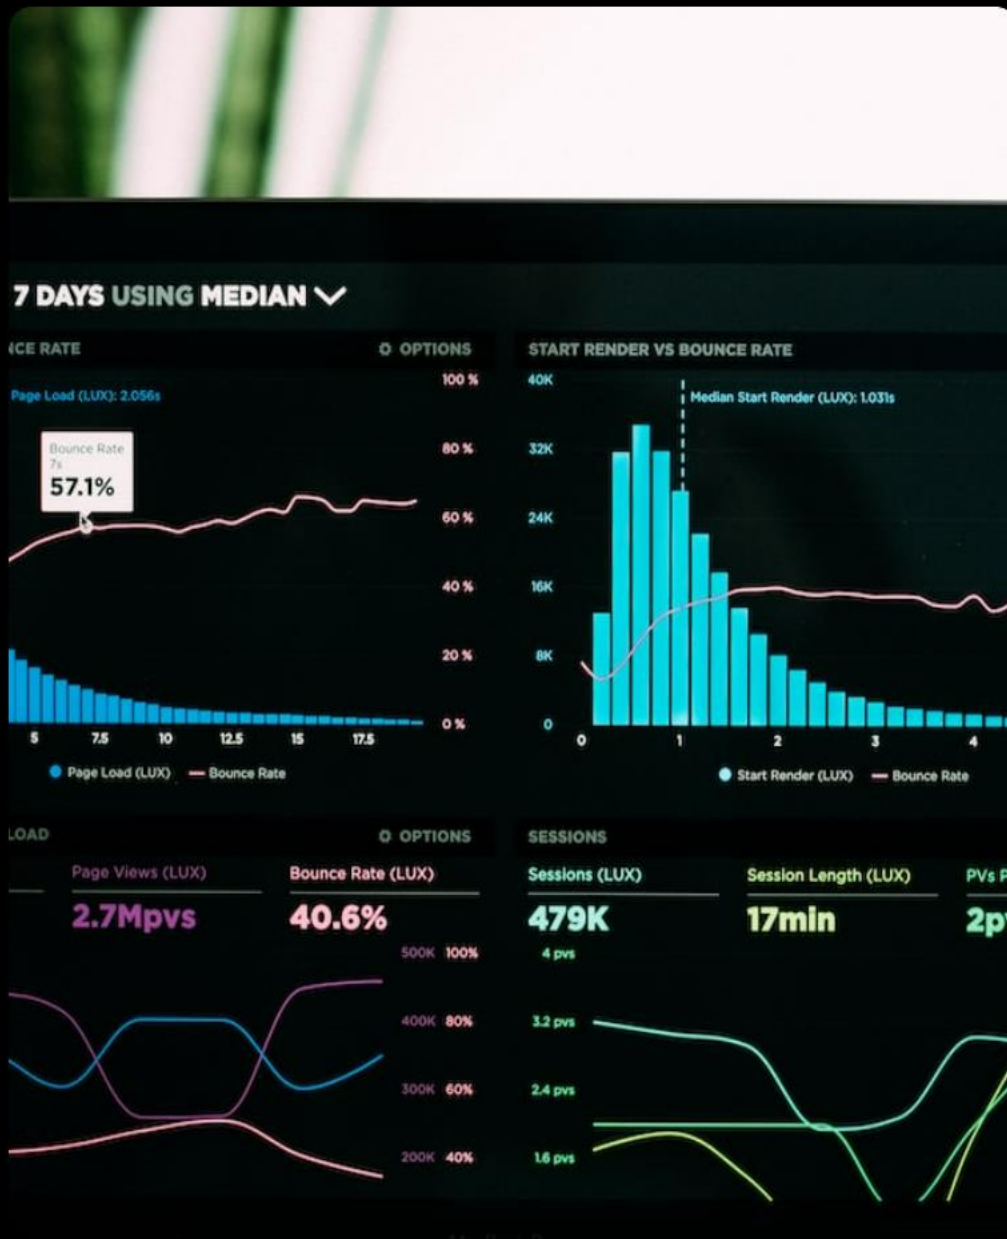 7 DAYS USING MEDIAN
NCE RATE
OPTIONS
Page Load (LUX): 2.056s
Bounce Rate
7s
57.1%
100 %
80 %
60 %
40 %
20 %
0 %
5 7.5 10 12.5 15 17.5
Page Load (LUX) Bounce Rate
START RENDER VS BOUNCE RATE
Median Start Render (LUX): 1.031s
40K
32K
24K
16K
8K
0
0 1 2 3 4
Start Render (LUX) Bounce Rate
LOAD
OPTIONS
Page Views (LUX)
2.7Mpvs
Bounce Rate (LUX)
40.6%
500K 100%
400K 80%
300K 60%
200K 40%
SESSIONS
Sessions (LUX)
479K
Session Length (LUX)
17min
PVs P
2p
4 pvs
3.2 pvs
2.4 pvs
1.6 pvs